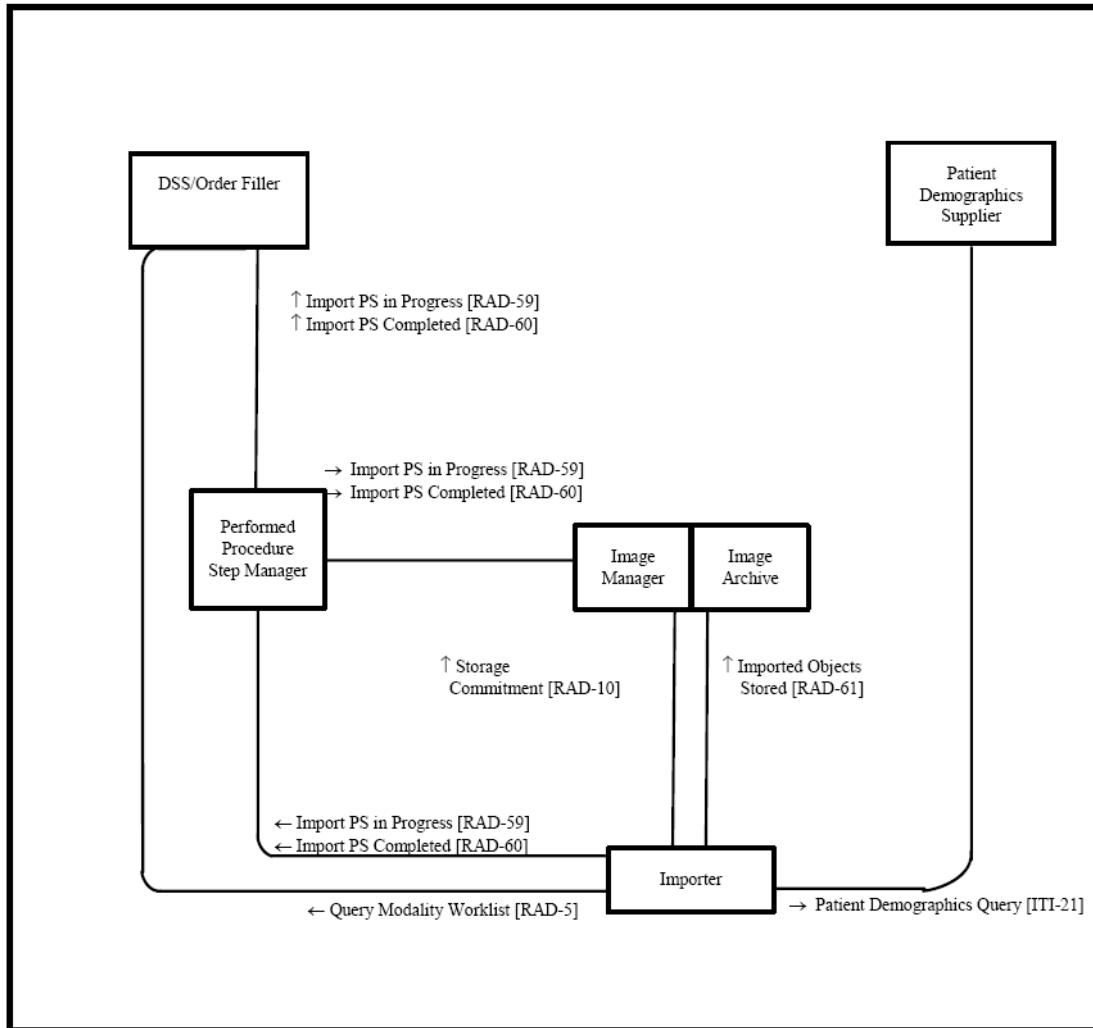 DSS/Order Filler
Patient
Demographics
Supplier
↑ Import PS in Progress [RAD-59]
↑ Import PS Completed [RAD-60]
→ Import PS in Progress [RAD-59]
→ Import PS Completed [RAD-60]
Performed
Procedure
Step Manager
Image
Manager
Image
Archive
↑ Storage
Commitment [RAD-10]
↑ Imported Objects
Stored [RAD-61]
← Import PS in Progress [RAD-59]
← Import PS Completed [RAD-60]
Importer
← Query Modality Worklist [RAD-5]
→ Patient Demographics Query [ITI-21]